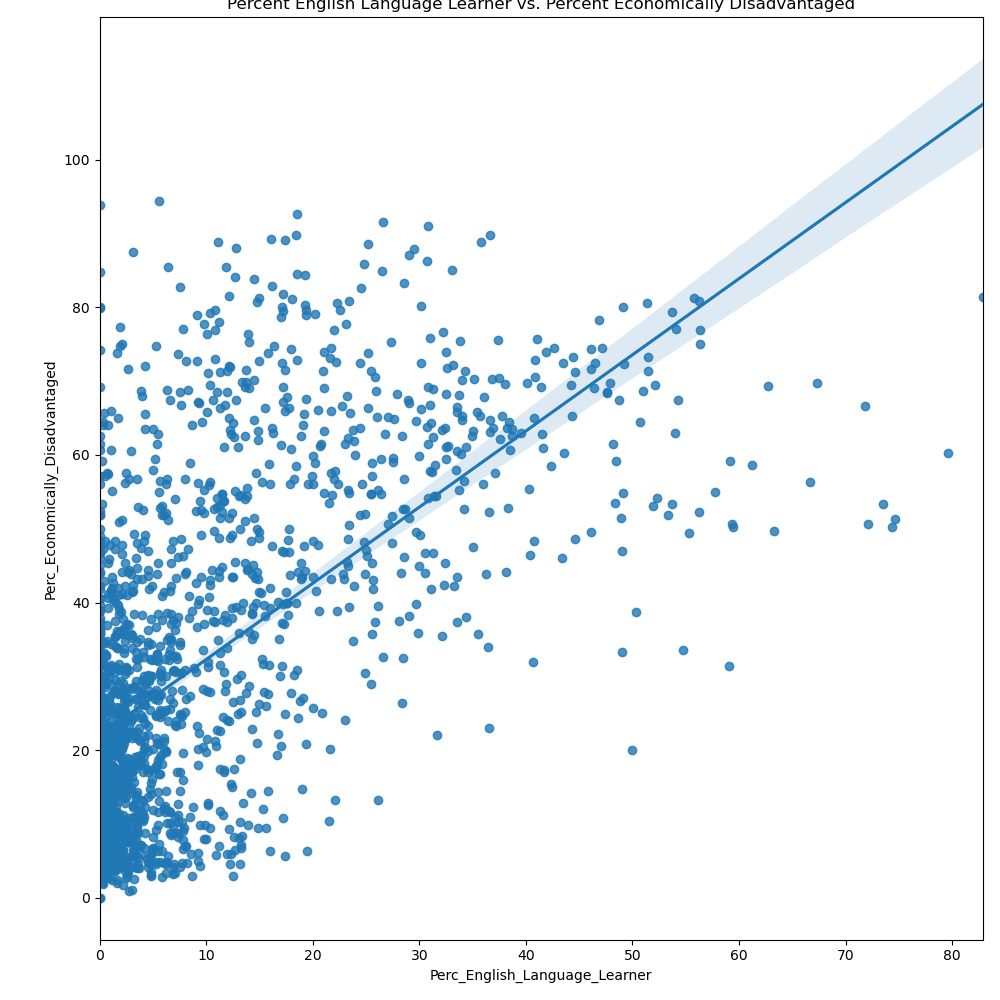 Percent English Language Learner vs. Percent Economically Disadvantaged
100
80
60
40
20
0
Perc_Economically_Disadvantaged
0 10 20 30 40 50 60 70 80
Perc_English_Language_Learner